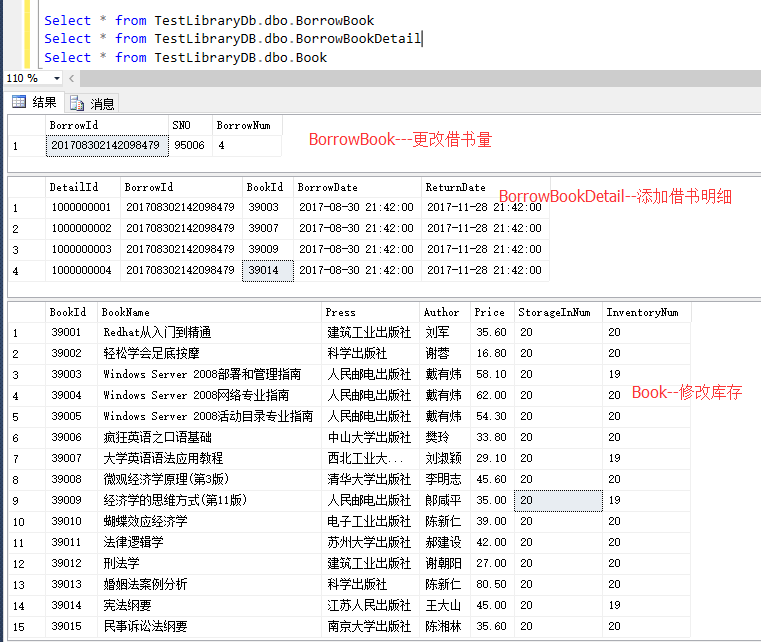 Select * from TestLibraryDb.dbo.BorrowBook
Select * from TestLibraryDB.dbo.BorrowBookDetail
Select * from TestLibraryDB.dbo.Book
110 %
结果 消息
BorrowId SNO BorrowNum
1 201708302142098479 95006 4
BorrowBook---更改借书量
DetailId BorrowId BookId BorrowDate ReturnDate
BorrowBookDetail--添加借书明细
1 1000000001 201708302142098479 39003 2017-08-30 21:42:00 2017-11-28 21:42:00
2 1000000002 201708302142098479 39007 2017-08-30 21:42:00 2017-11-28 21:42:00
3 1000000003 201708302142098479 39009 2017-08-30 21:42:00 2017-11-28 21:42:00
4 1000000004 201708302142098479 39014 2017-08-30 21:42:00 2017-11-28 21:42:00
BookId BookName Press Author Price StorageInNum InventoryNum
1 39001 Redhat从入门到精通 建筑工业出版社 刘军 35.60 20 20
2 39002 轻松学会足底按摩 科学出版社 谢蓉 16.80 20 20
3 39003 Windows Server 2008部署和管理指南 人民邮电出版社 戴有炜 58.10 20 19
4 39004 Windows Server 2008网络专业指南 人民邮电出版社 戴有炜 62.00 20 20
Book--修改库存
5 39005 Windows Server 2008活动目录专业指南 人民邮电出版社 戴有炜 54.30 20 20
6 39006 疯狂英语之口语基础 中山大学出版社 樊玲 33.80 20 20
7 39007 大学英语语法应用教程 西北工业大... 刘淑颖 29.10 20 19
8 39008 微观经济学原理(第3版) 清华大学出版社 李明志 45.60 20 20
9 39009 经济学的思维方式(第11版) 人民邮电出版社 郎咸平 35.00 20 19
10 39010 蝴蝶效应经济学 电子工业出版社 陈新仁 39.00 20 20
11 39011 法律逻辑学 苏州大学出版社 郝建设 42.00 20 20
12 39012 刑法学 建筑工业出版社 谢朝阳 27.00 20 20
13 39013 婚姻法案例分析 科学出版社 陈新仁 80.50 20 20
14 39014 宪法纲要 江苏人民出版社 王大山 45.00 20 19
15 39015 民事诉讼法纲要 南京大学出版社 陈湘林 35.60 20 20